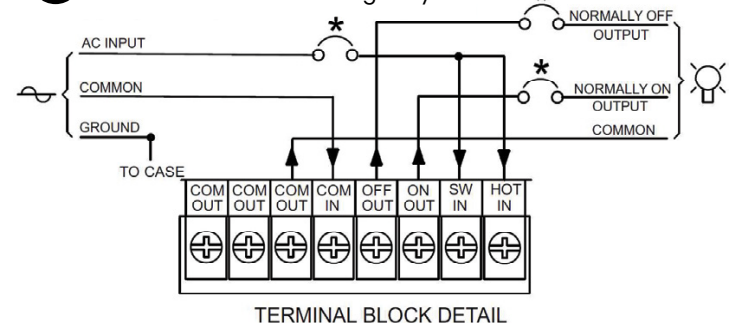 NORMALLY OFF
OUTPUT
AC INPUT
*
*
*
COMMON
NORMALLY ON
OUTPUT
GROUND
COMMON
TO CASE
COM OUT
COM OUT
COM OUT
COM IN
OFF OUT
ON OUT
SW IN
HOT IN
TERMINAL BLOCK DETAIL